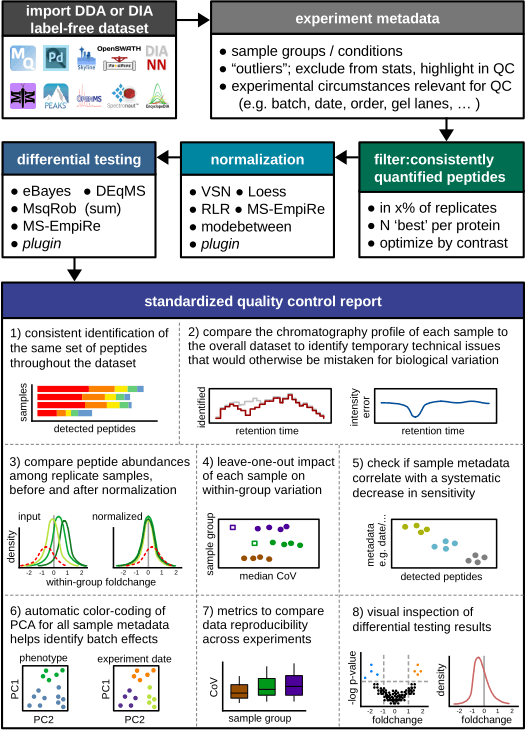 import DDA or DIA
label-free dataset
MQ
Pd
Skyline
OpenSWATH
DIA
NN
PEAKS
OpenMS
Spectronaut™
EncyclopeDIA
experiment metadata
● sample groups / conditions
● “outliers”; exclude from stats, highlight in QC
● experimental circumstances relevant for QC
(e.g. batch, date, order, gel lanes, … )
differential testing
● eBayes ● DEqMS
● MsqRob (sum)
● MS-EmpiRe
● plugin
normalization
● VSN ● Loess
● RLR ● MS-EmpiRe
● modebetween
● plugin
filter:consistently
quantified peptides
● in x% of replicates
● N ‘best’ per protein
● optimize by contrast
standardized quality control report
1) consistent identification of
the same set of peptides
throughout the dataset
samples
detected peptides
2) compare the chromatography profile of each sample to
the overall dataset to identify temporary technical issues
that would otherwise be mistaken for biological variation
identified
retention time
intensity
error
retention time
3) compare peptide abundances
among replicate samples,
before and after normalization
input
normalized
density
-2 -1 0 1 2
-2 -1 0 1 2
within-group foldchange
4) leave-one-out impact
of each sample on
within-group variation
sample group
median CoV
5) check if sample metadata
correlate with a systematic
decrease in sensitivity
metadata
e.g. date/...
detected peptides
6) automatic color-coding of
PCA for all sample metadata
helps identify batch effects
phenotype
experiment date
PC1
PC2
PC1
PC2
7) metrics to compare
data reproducibility
across experiments
CoV
sample group
8) visual inspection of
differential testing results
-log p-value
-2 -1 0 1 2
foldchange
density
-2 -1 0 1 2
foldchange